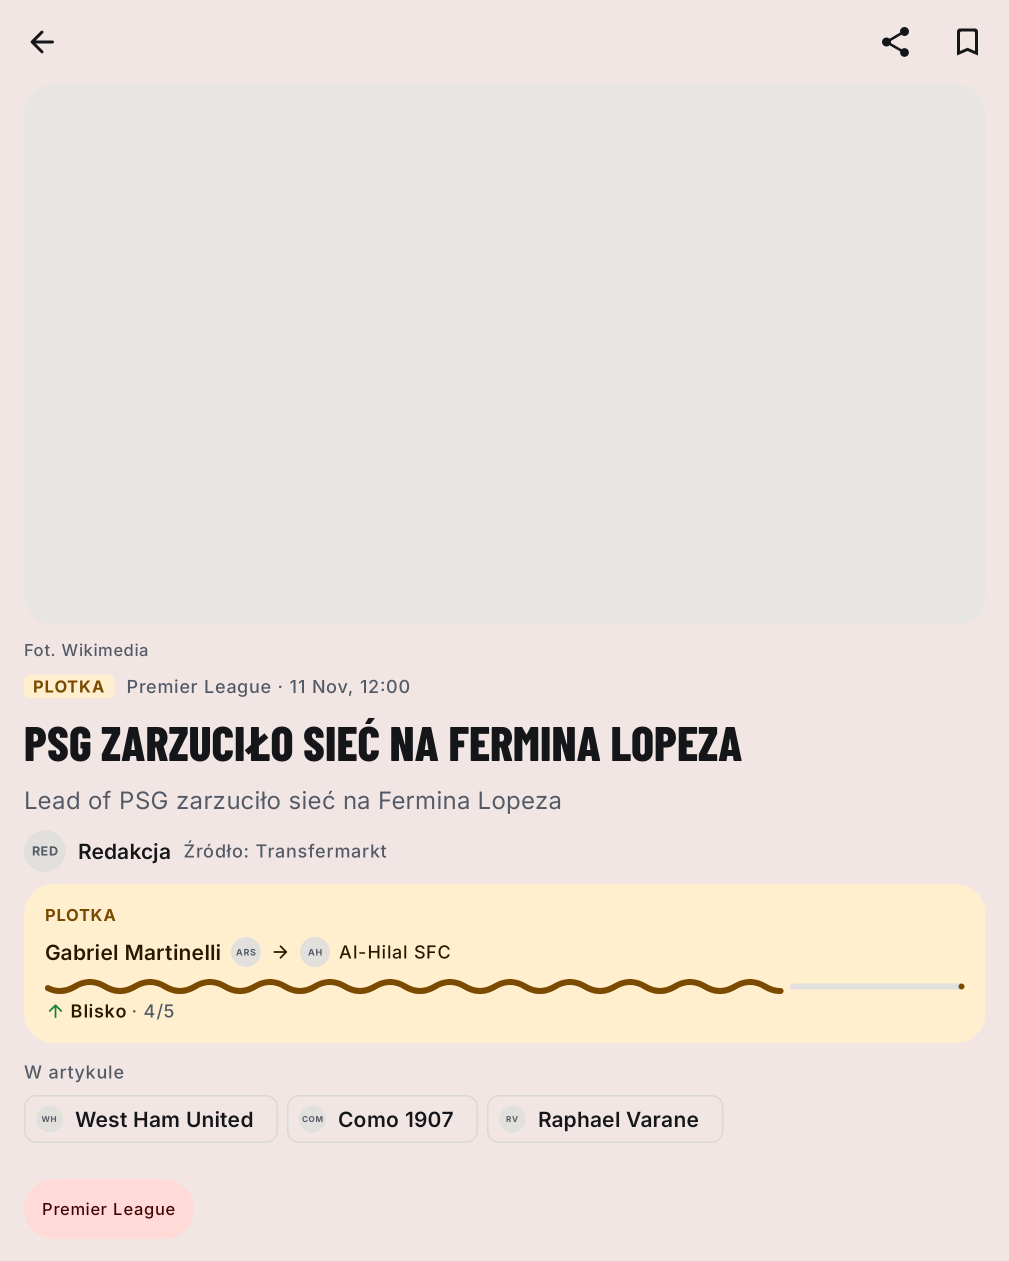 Fot. Wikimedia
PLOTKA Premier League · 11 Nov, 12:00
PSG ZARZUCIŁO SIEĆ NA FERMINA LOPEZA
Lead of PSG zarzuciło sieć na Fermina Lopeza
RED Redakcja Źródło: Transfermarkt
PLOTKA
Gabriel Martinelli ARS → AH Al-Hilal SFC
↑ Blisko · 4/5
W artykule
WH West Ham United COM Como 1907 RV Raphael Varane
Premier League